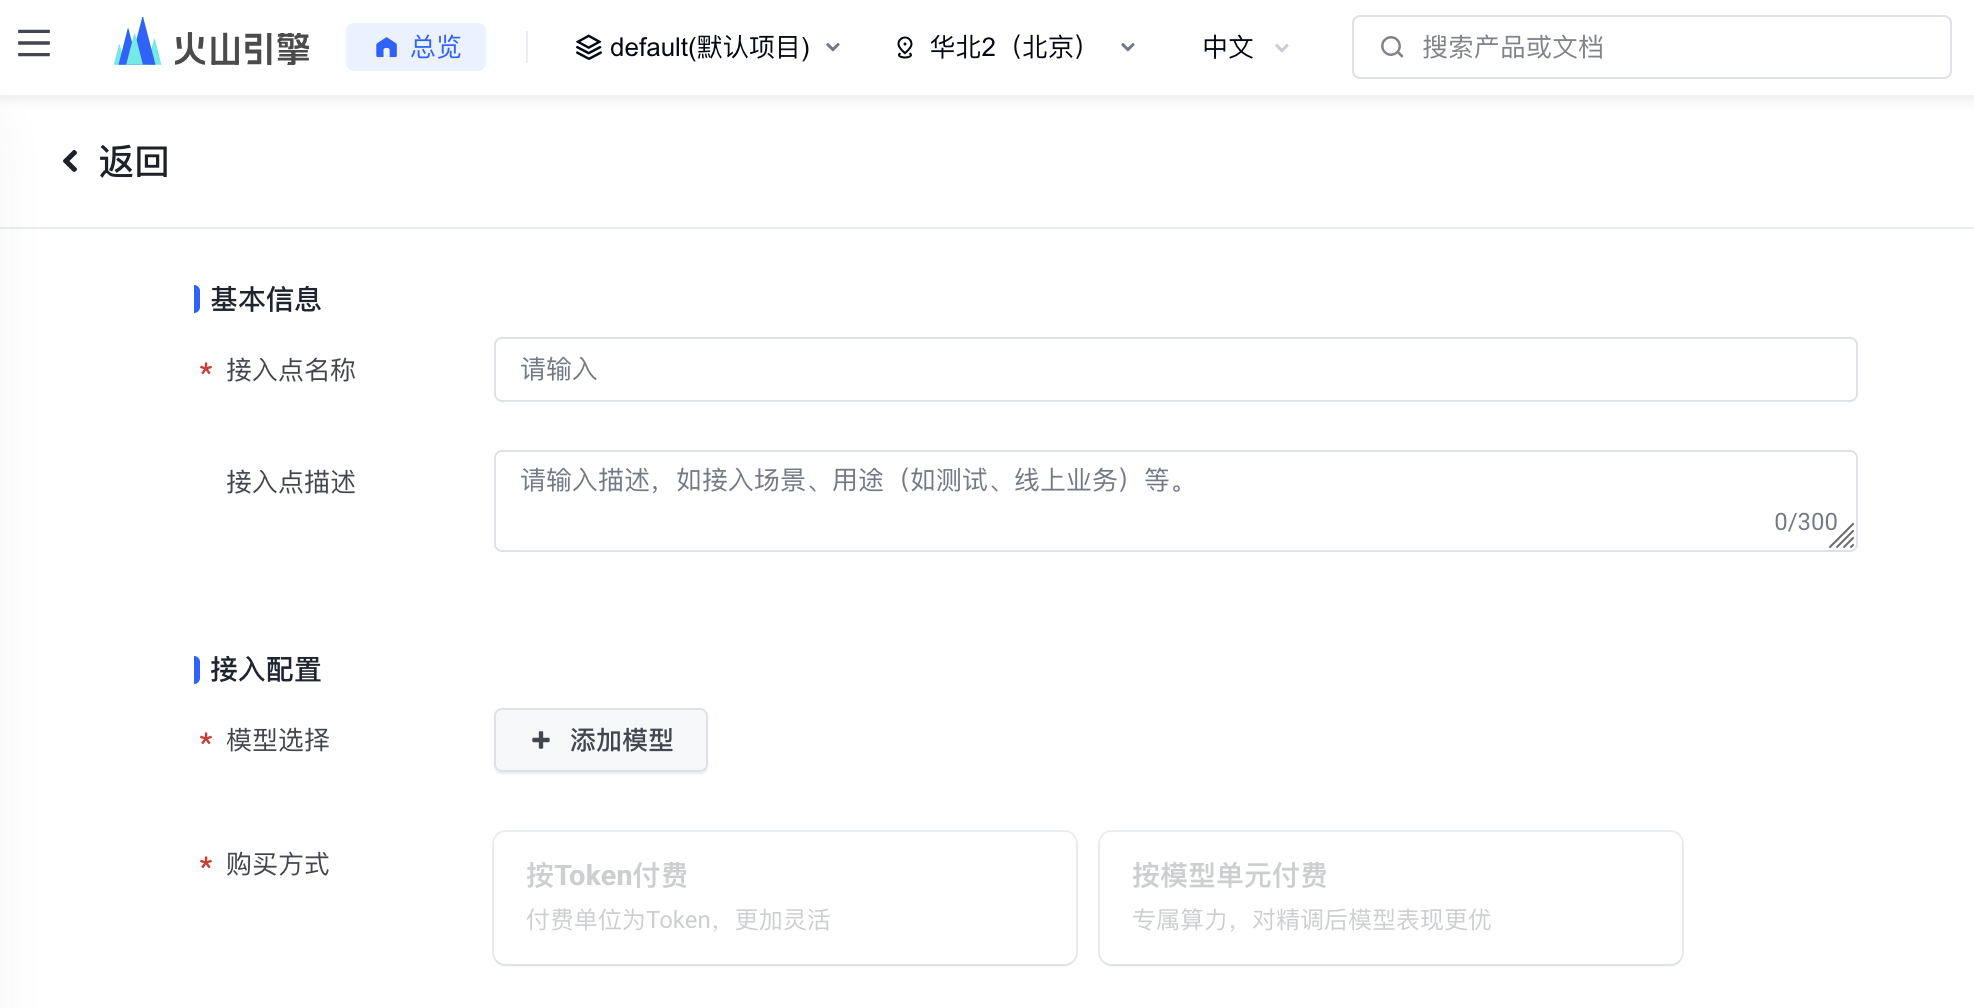 火山引擎 总览 default(默认项目) 华北2（北京） 中文 搜索产品或文档
返回
基本信息
* 接入点名称 请输入
接入点描述 请输入描述，如接入场景、用途（如测试、线上业务）等。
0/300
接入配置
* 模型选择 + 添加模型
* 购买方式 按Token付费 按模型单元付费
付费单位为Token，更加灵活 专属算力，对精调后模型表现更优